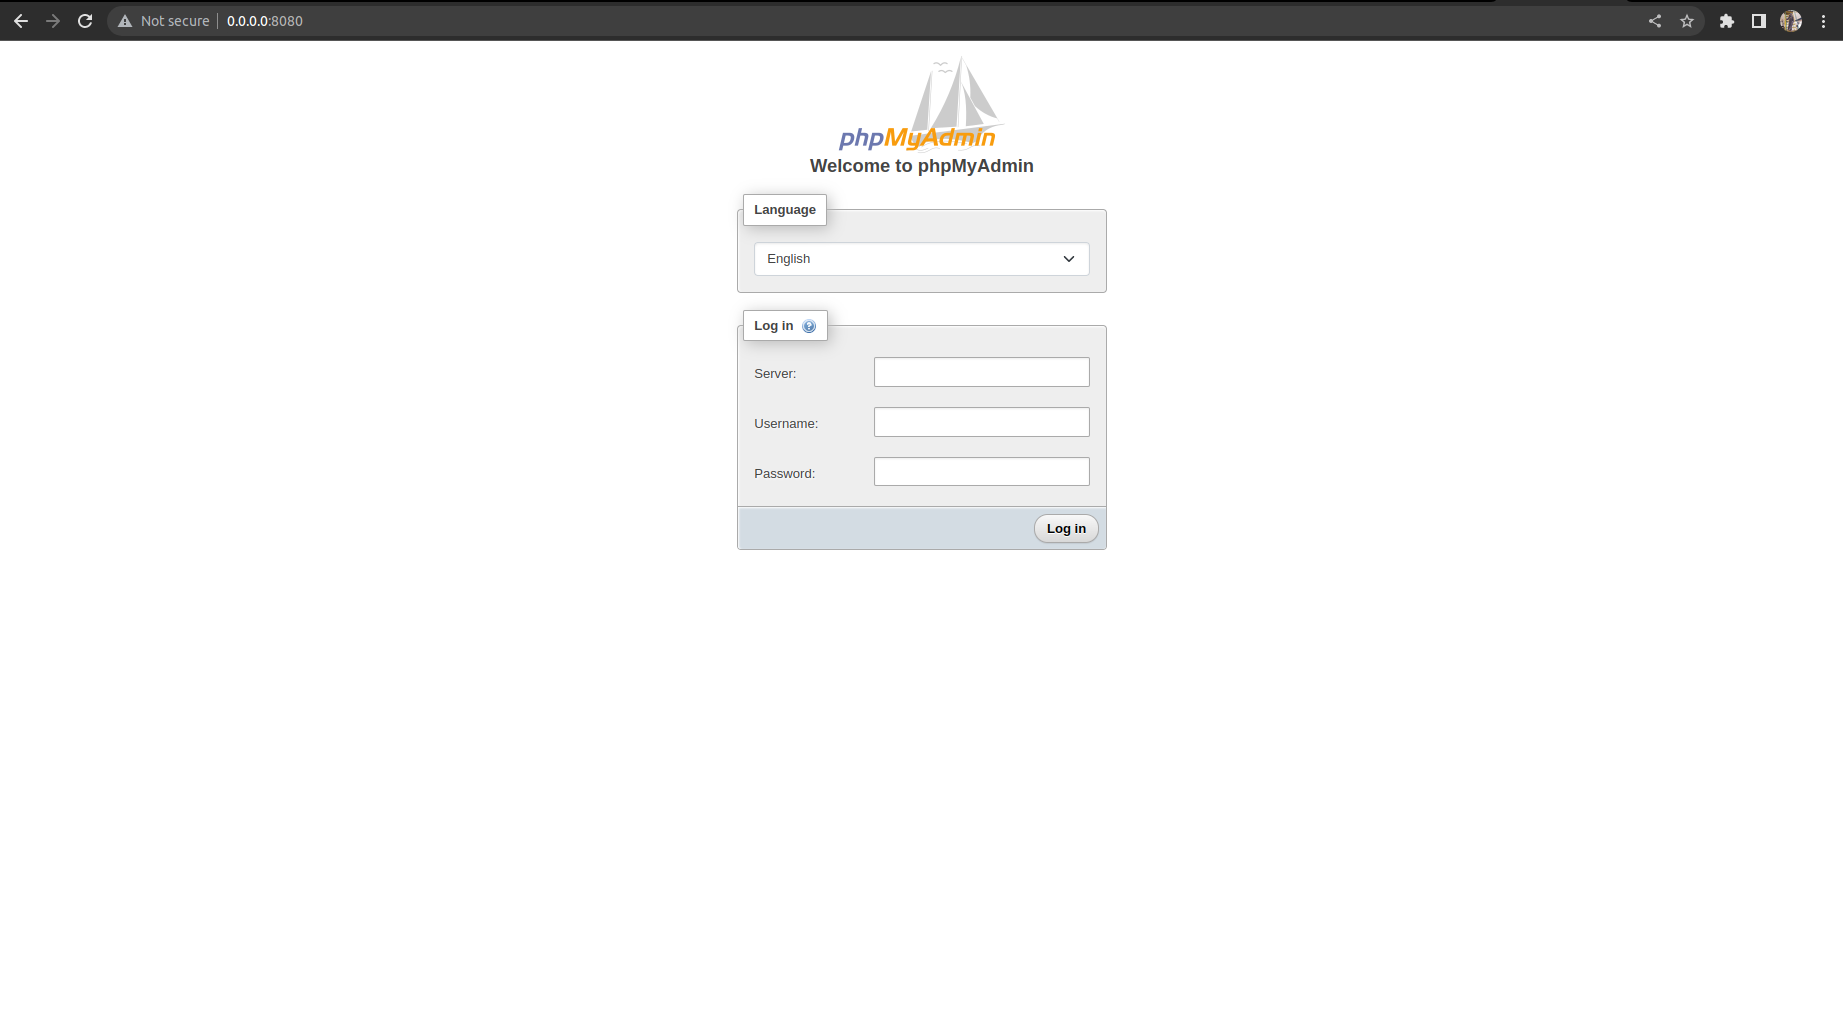 Not secure 0.0.0.0:8080
phpMyAdmin
Welcome to phpMyAdmin
Language
English
Log in
Server:
Username:
Password:
Log in